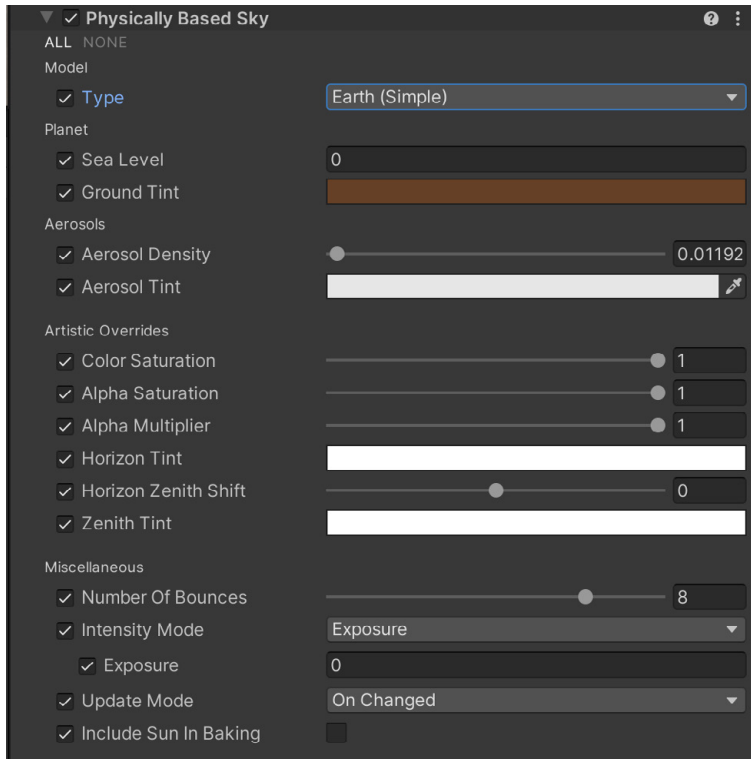 Physically Based Sky
ALL NONE
Model
Type Earth (Simple)
Planet
Sea Level 0
Ground Tint
Aerosols
Aerosol Density 0.01192
Aerosol Tint
Artistic Overrides
Color Saturation 1
Alpha Saturation 1
Alpha Multiplier 1
Horizon Tint
Horizon Zenith Shift 0
Zenith Tint
Miscellaneous
Number Of Bounces 8
Intensity Mode Exposure
Exposure 0
Update Mode On Changed
Include Sun In Baking